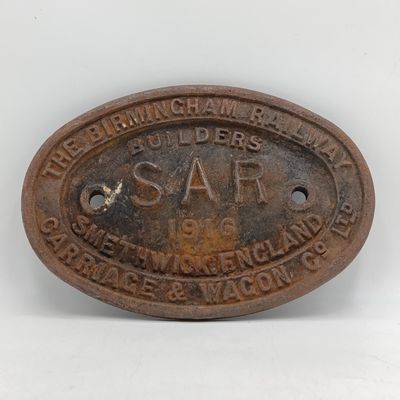 THE BIRMINGHAM RAILWAY
BUILDERS
SAR
1916
SMETHWICK.ENGLAND
CARRIAGE & WAGON Cº LTD